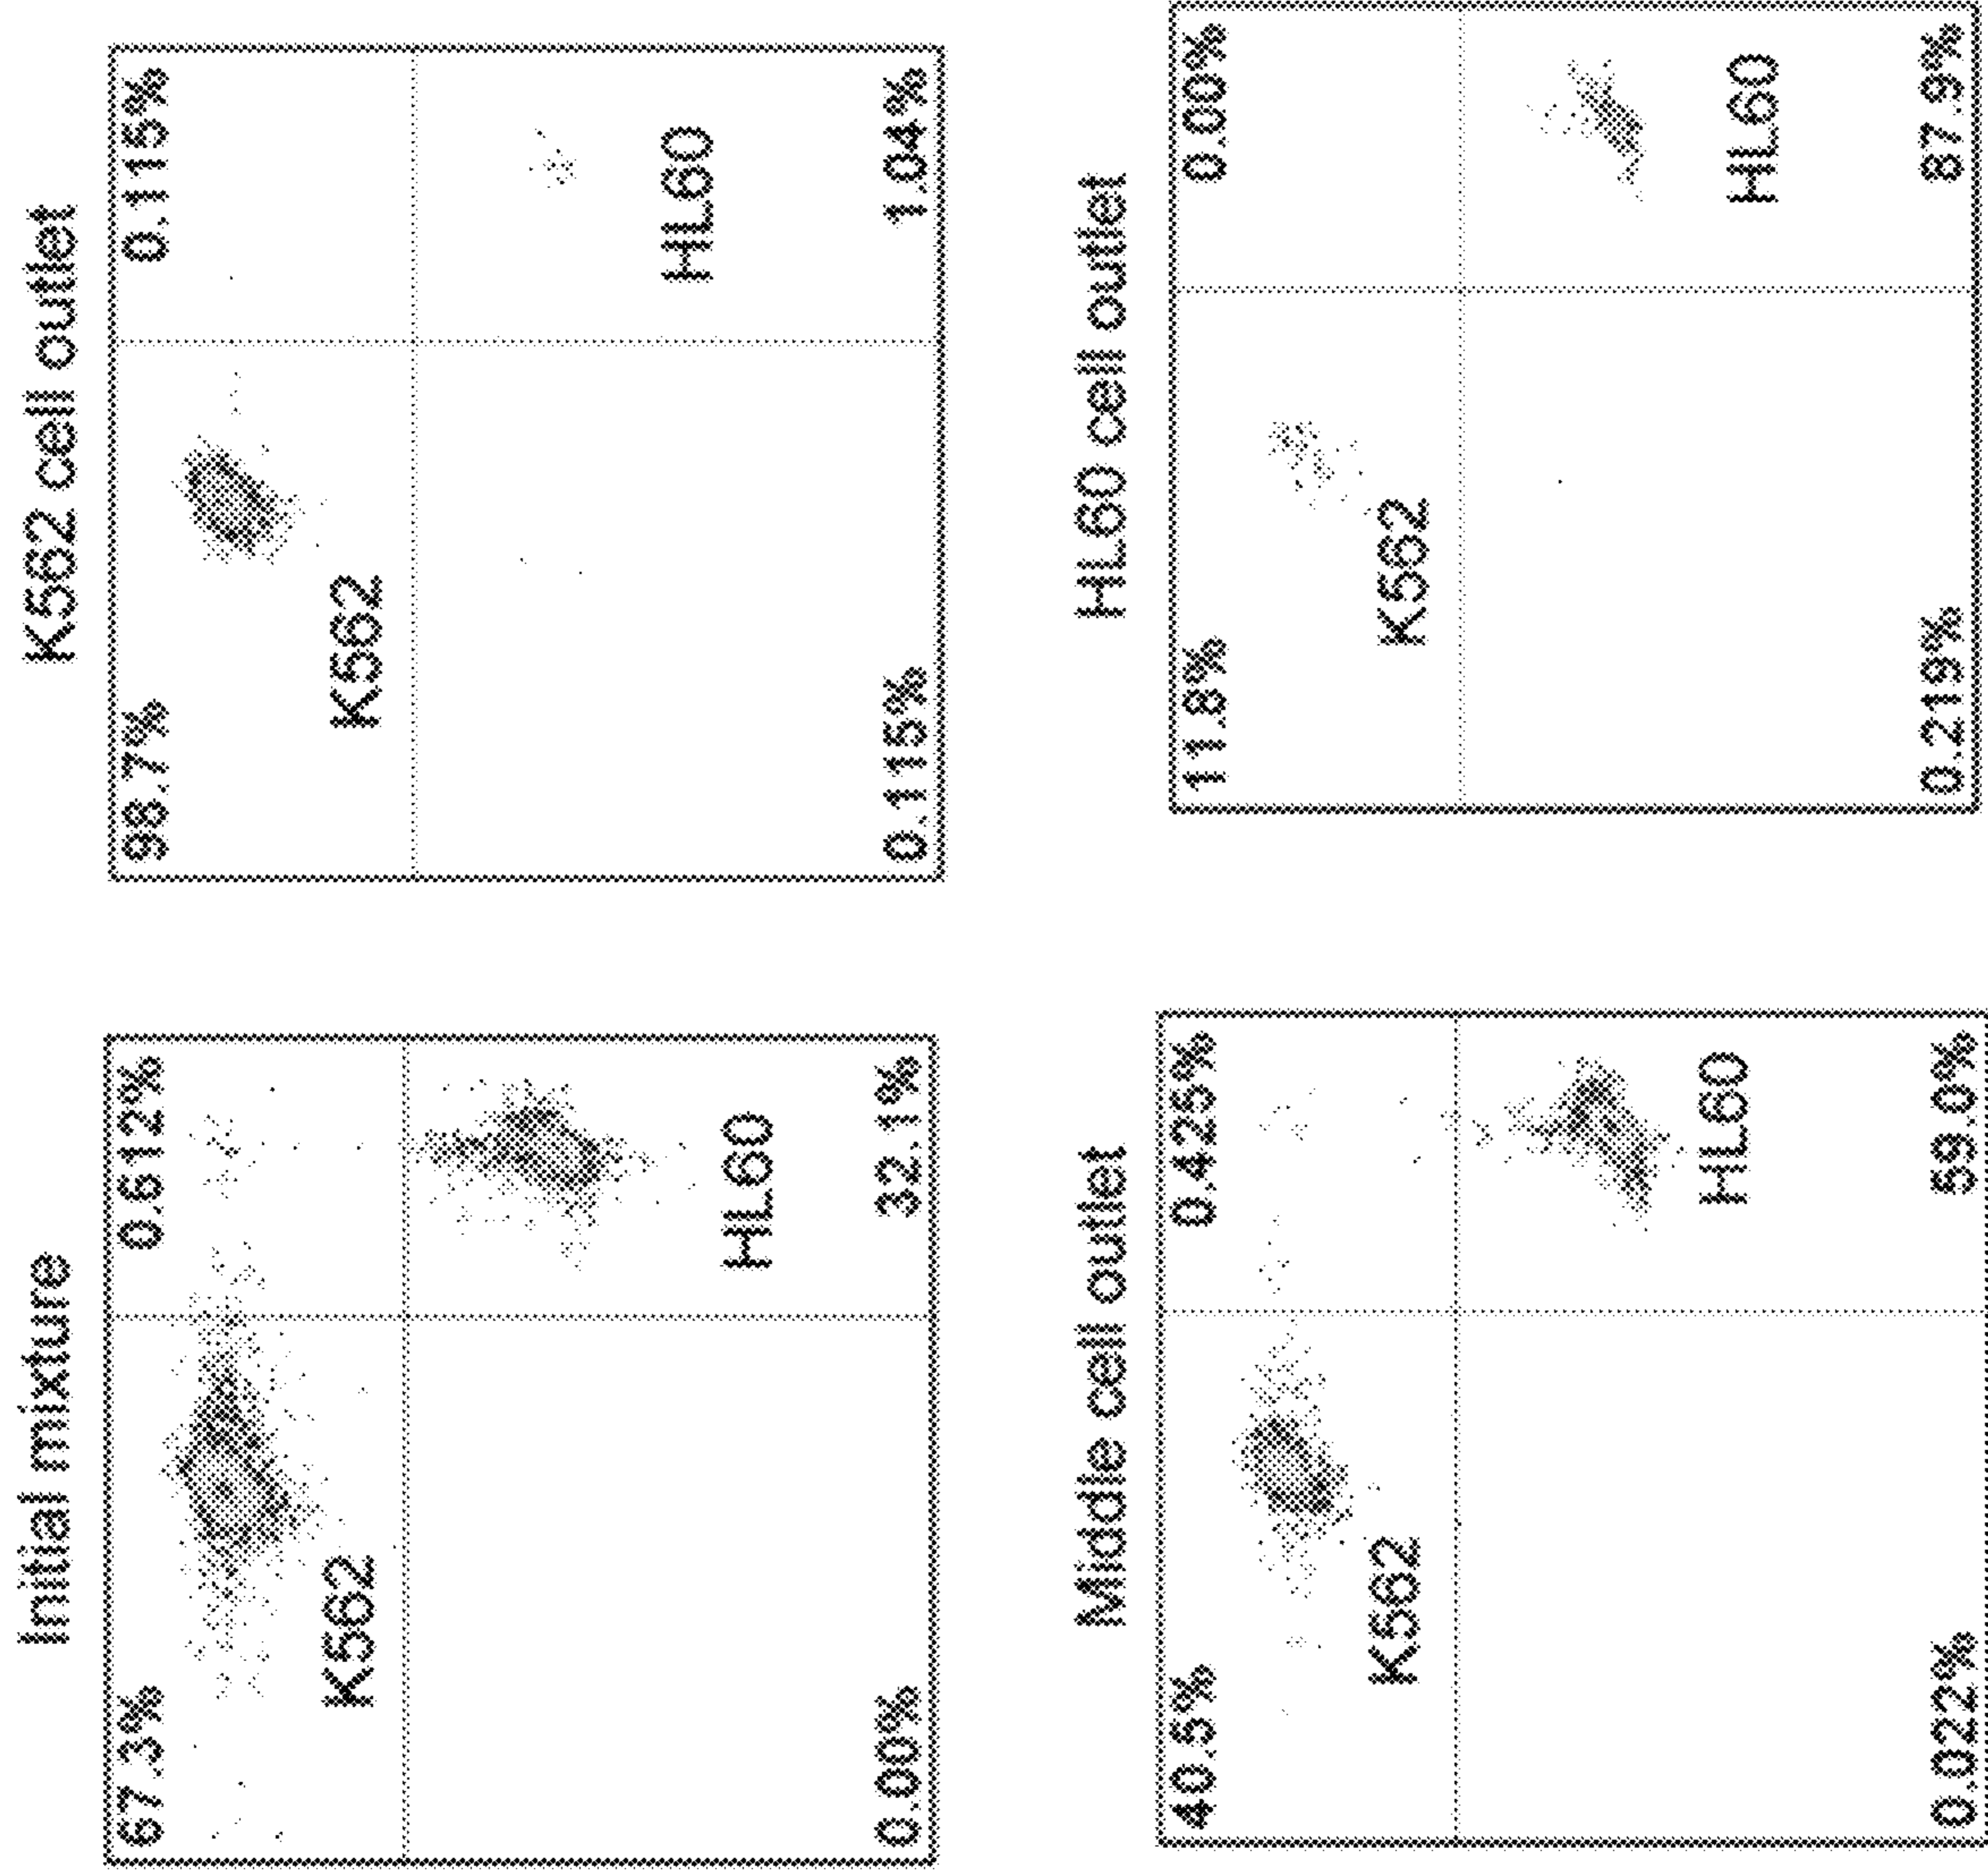 Initial mixture
67.3%
0.612%
K562
HL60
0.00%
32.1%
K562 cell outlet
98.7%
0.115%
K562
HL60
0.115%
1.04%
Middle cell outlet
40.5%
0.425%
K562
HL60
0.022%
59.0%
HL60 cell outlet
11.8%
0.00%
K562
HL60
0.219%
87.9%